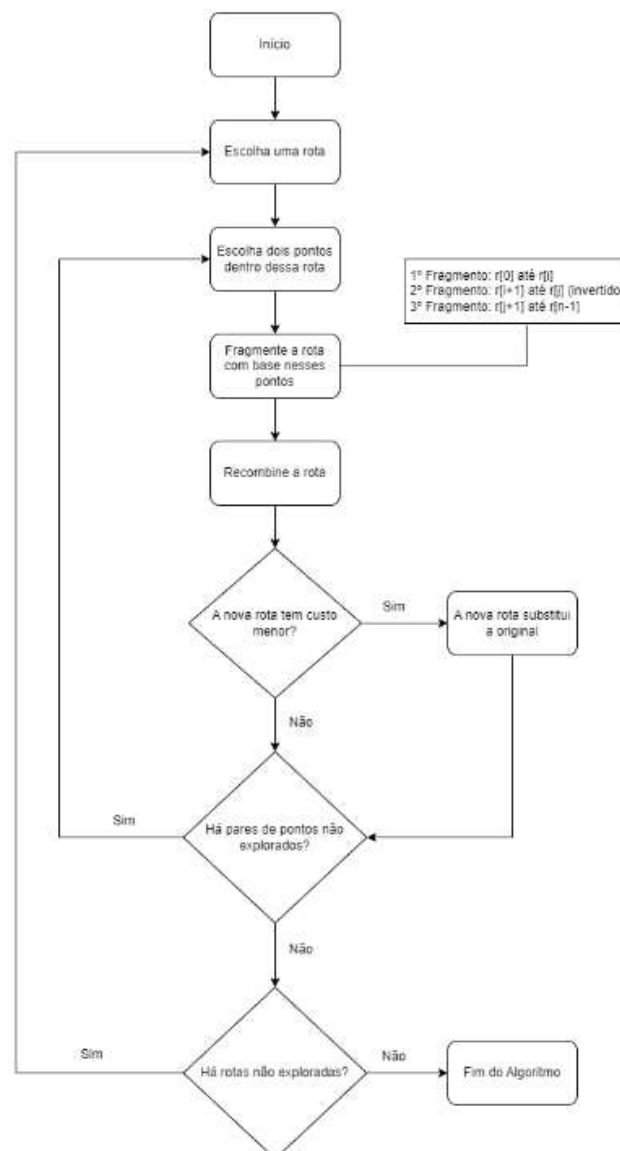 Início
Escolha uma rota
Escolha dois pontos
dentro dessa rota
1º Fragmento: r[0] até r[i]
2º Fragmento: r[i+1] até r[j] (invertido
3º Fragmento: r[j+1] até r[n-1]
Fragmente a rota
com base nesses
pontos
Recombine a rota
A nova rota tem custo
menor?
Sim
A nova rota substitui
a original
Não
Há pares de pontos não
explorados?
Sim
Não
Há rotas não exploradas?
Sim
Não
Fim do Algoritmo